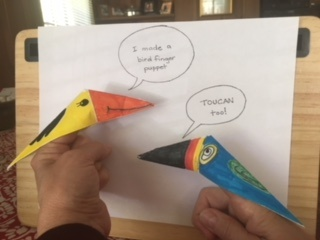 I made a
bird finger
puppet
TOUCAN
too!